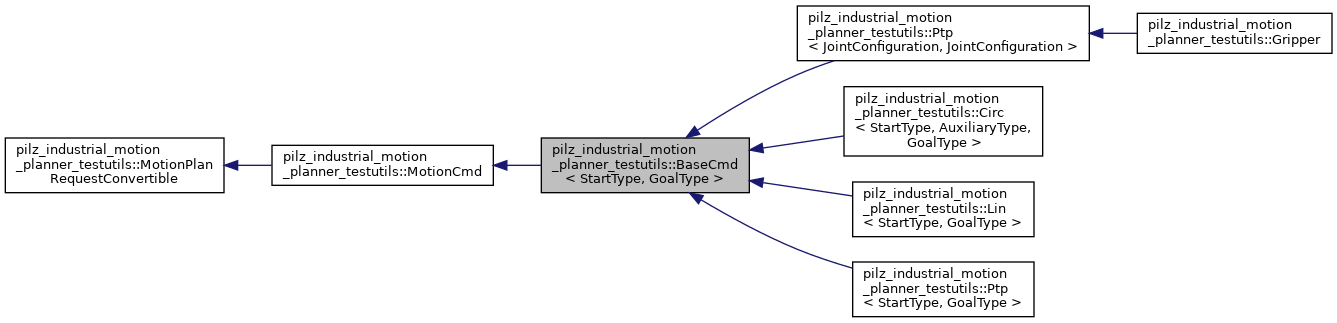 pilz_industrial_motion
_planner_testutils::MotionPlan
RequestConvertible
pilz_industrial_motion
_planner_testutils::MotionCmd
pilz_industrial_motion
_planner_testutils::BaseCmd
< StartType, GoalType >
pilz_industrial_motion
_planner_testutils::Ptp
< JointConfiguration, JointConfiguration >
pilz_industrial_motion
_planner_testutils::Gripper
pilz_industrial_motion
_planner_testutils::Circ
< StartType, AuxiliaryType,
GoalType >
pilz_industrial_motion
_planner_testutils::Lin
< StartType, GoalType >
pilz_industrial_motion
_planner_testutils::Ptp
< StartType, GoalType >